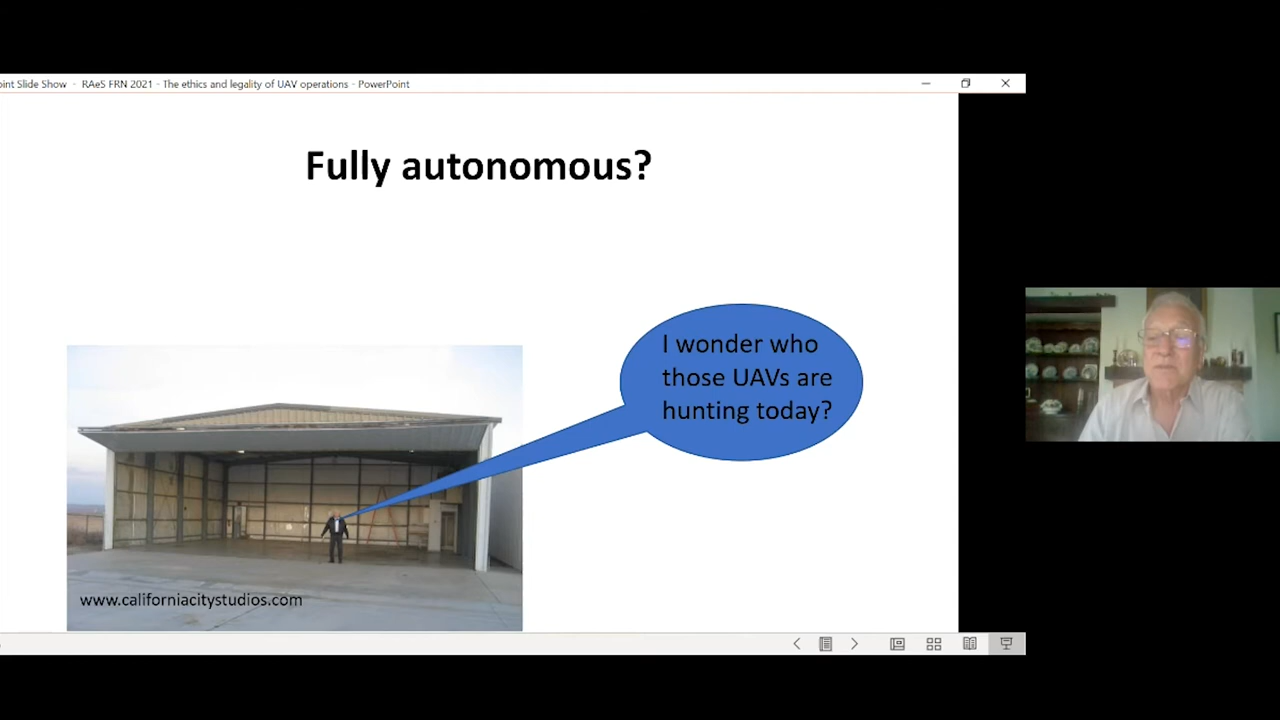 oint Slide Show - RAeS FRN 2021 - The ethics and legality of UAV operations - PowerPoint
Fully autonomous?
I wonder who
those UAVs are
hunting today?
www.californiacitystudios.com